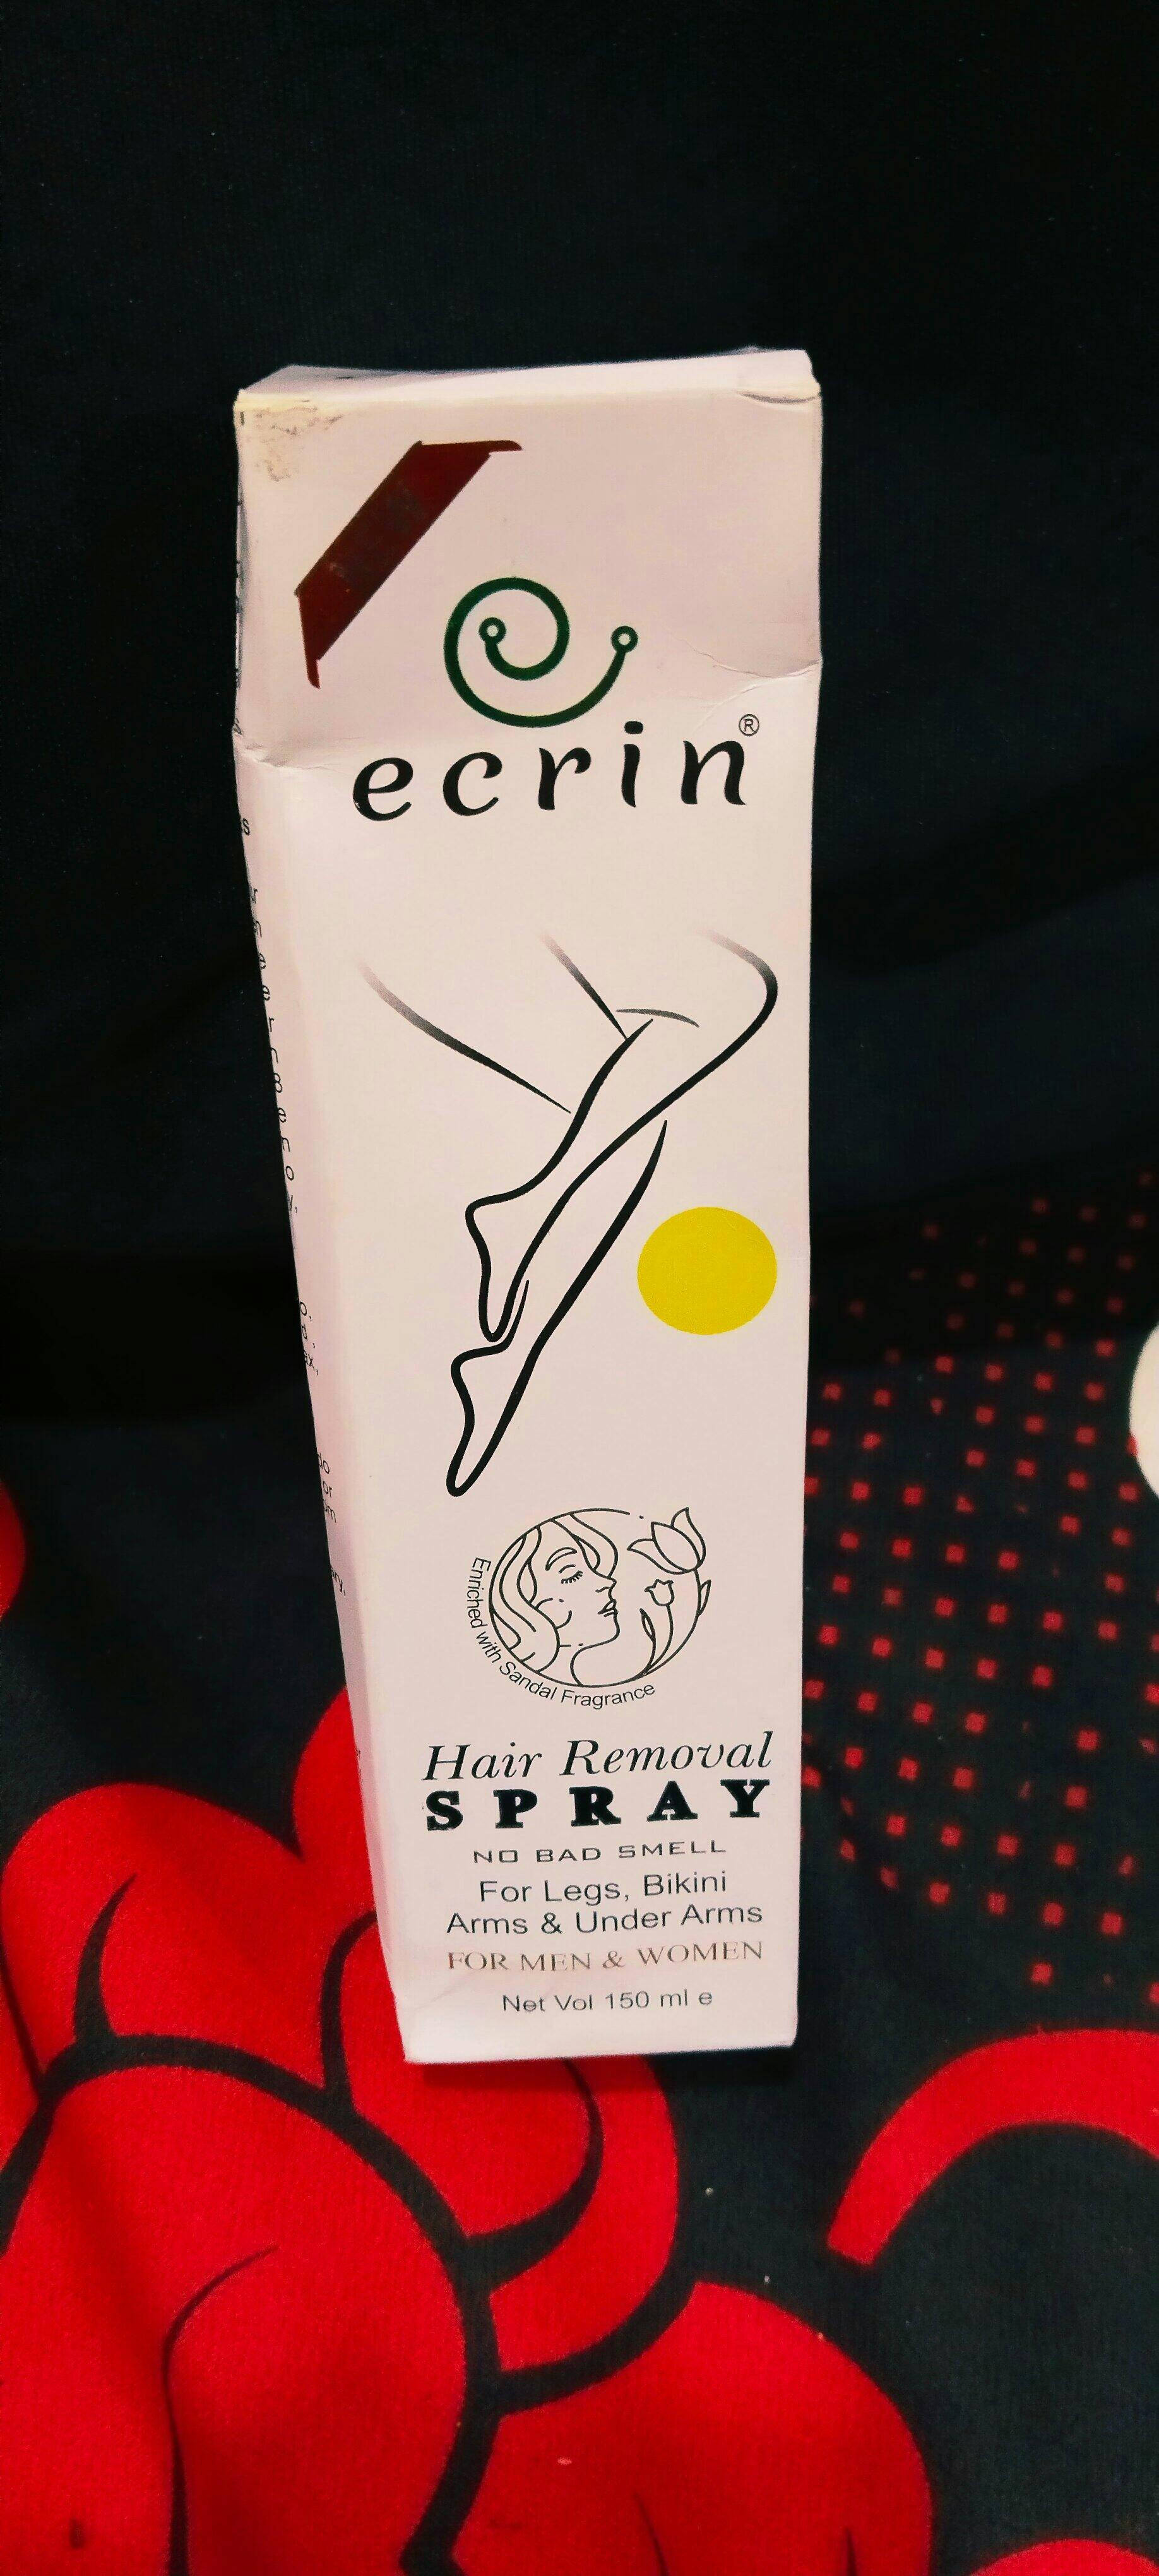 ecrin®
Enriched with Sandal Fragrance
Hair Removal
SPRAY
NO BAD SMELL
For Legs, Bikini
Arms & Under Arms
FOR MEN & WOMEN
Net Vol 150 ml e